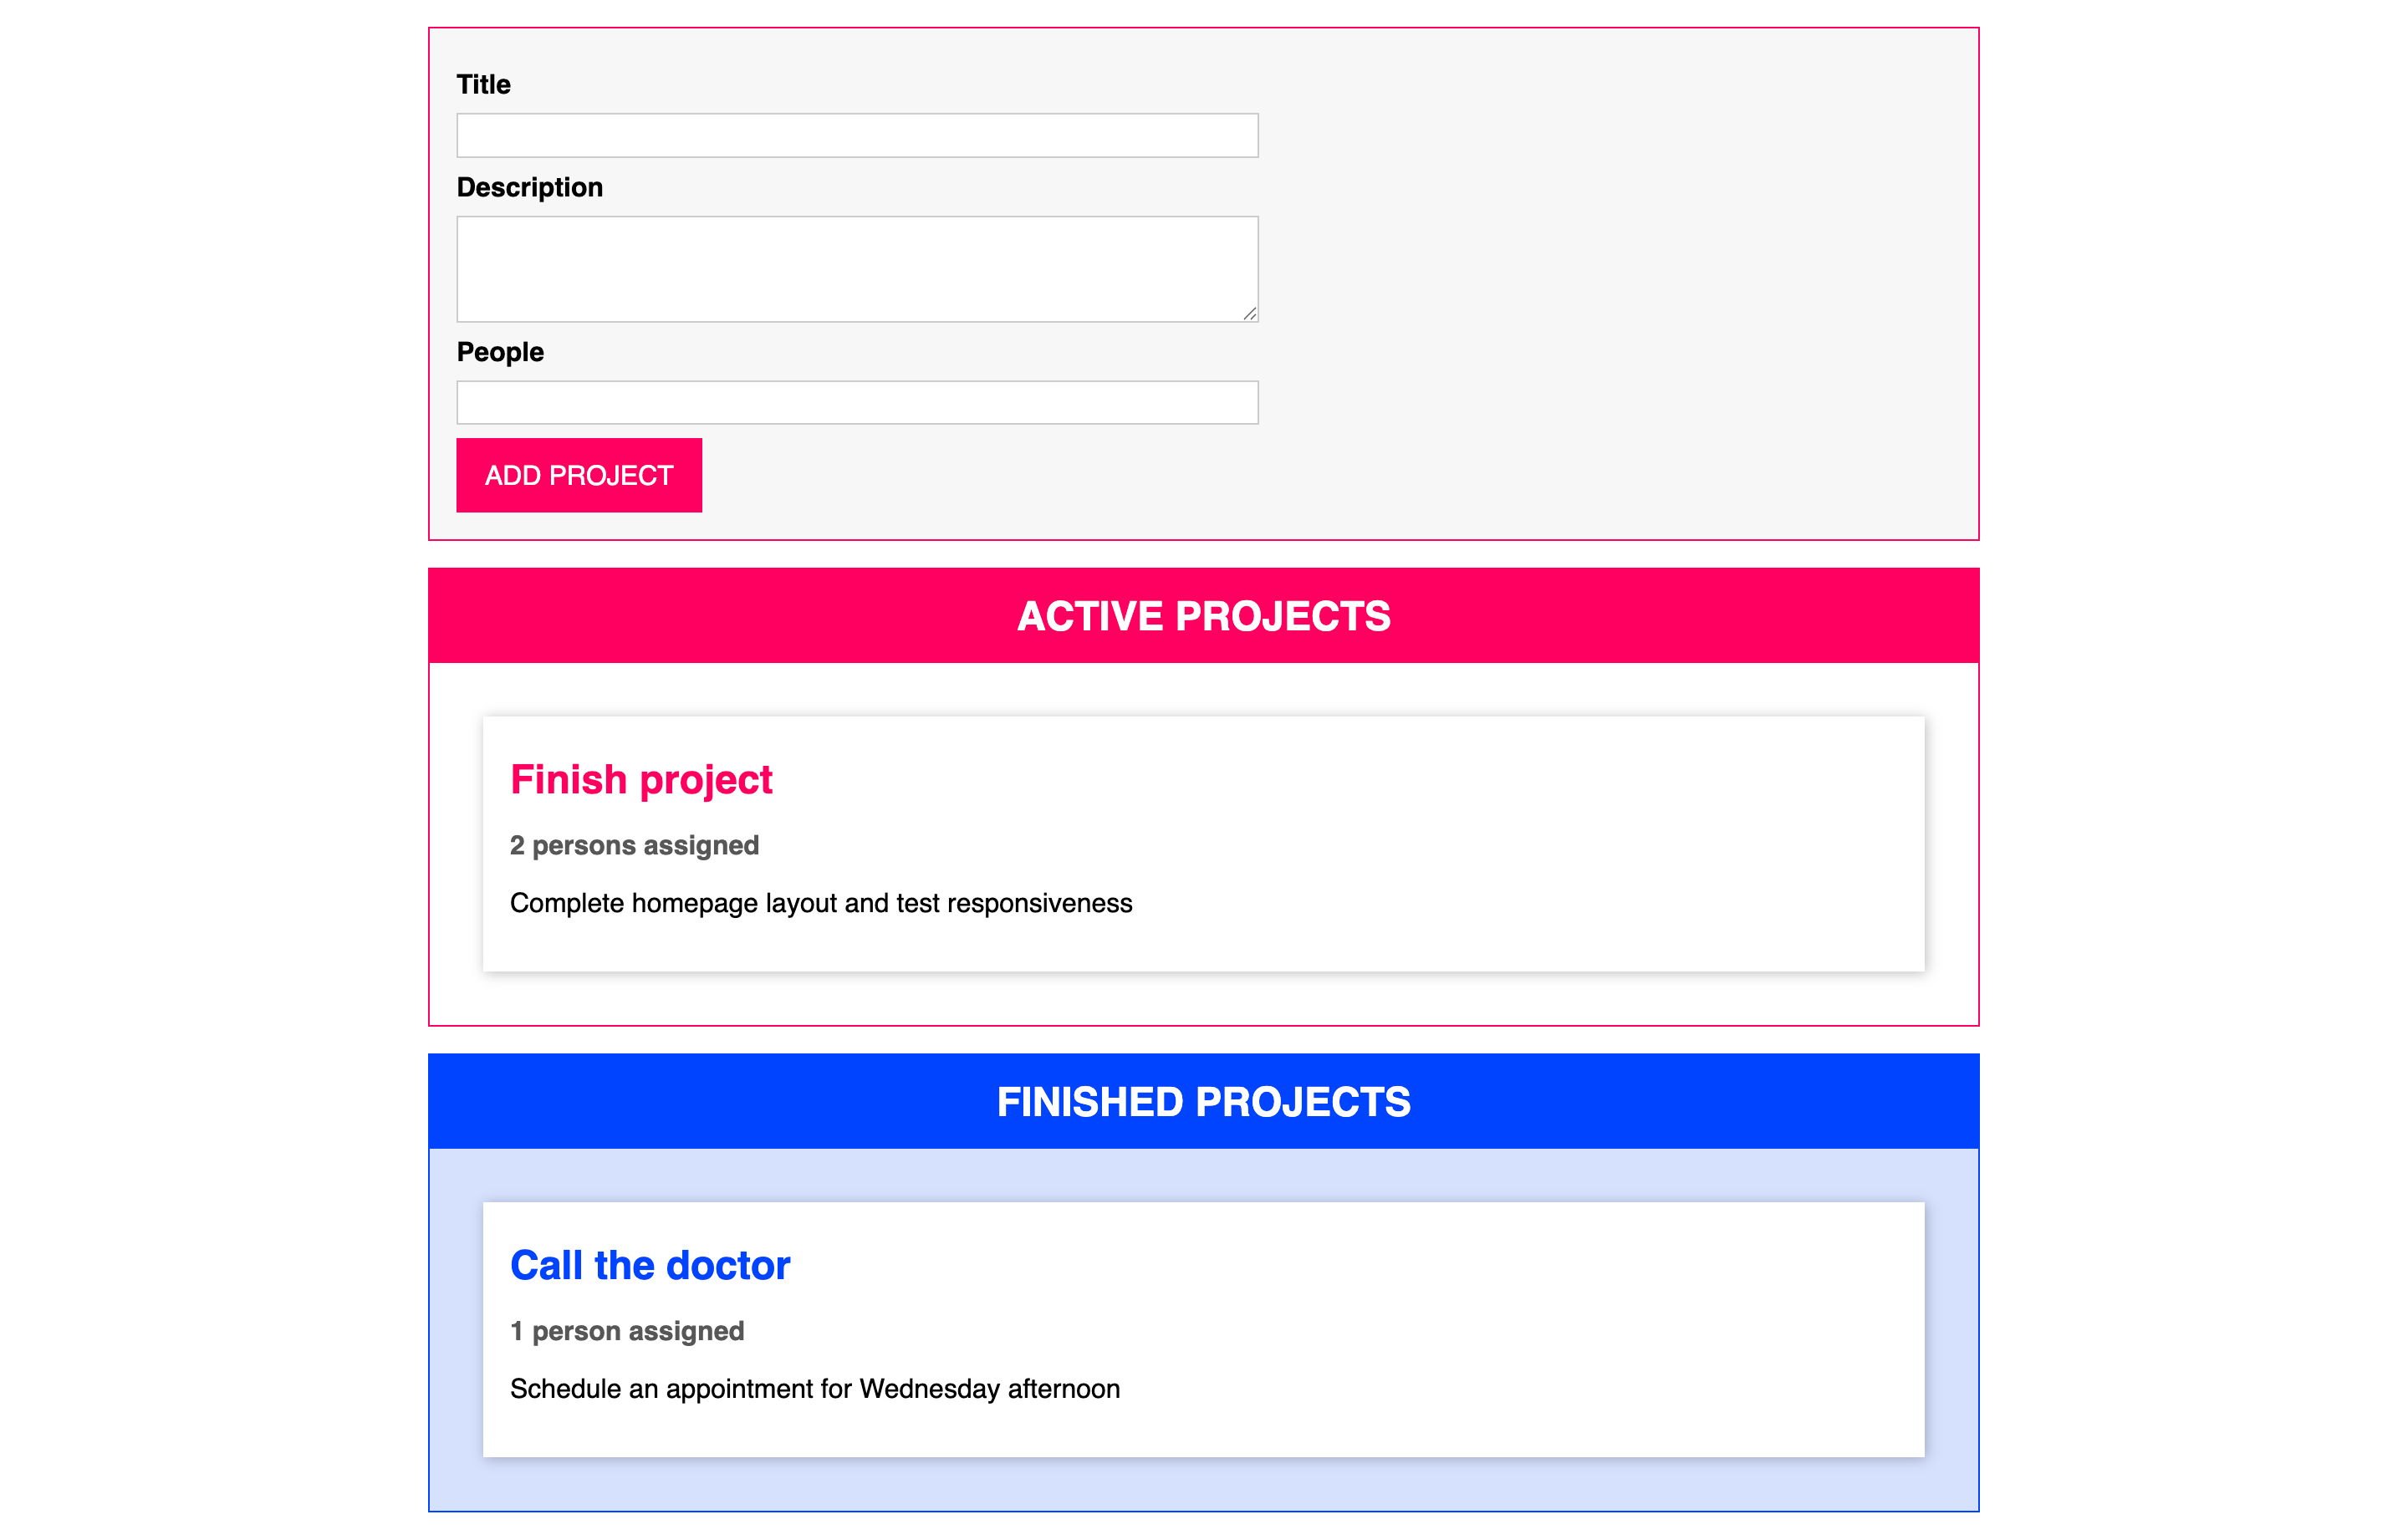 Title
Description
People
ADD PROJECT
ACTIVE PROJECTS
Finish project
2 persons assigned
Complete homepage layout and test responsiveness
FINISHED PROJECTS
Call the doctor
1 person assigned
Schedule an appointment for Wednesday afternoon